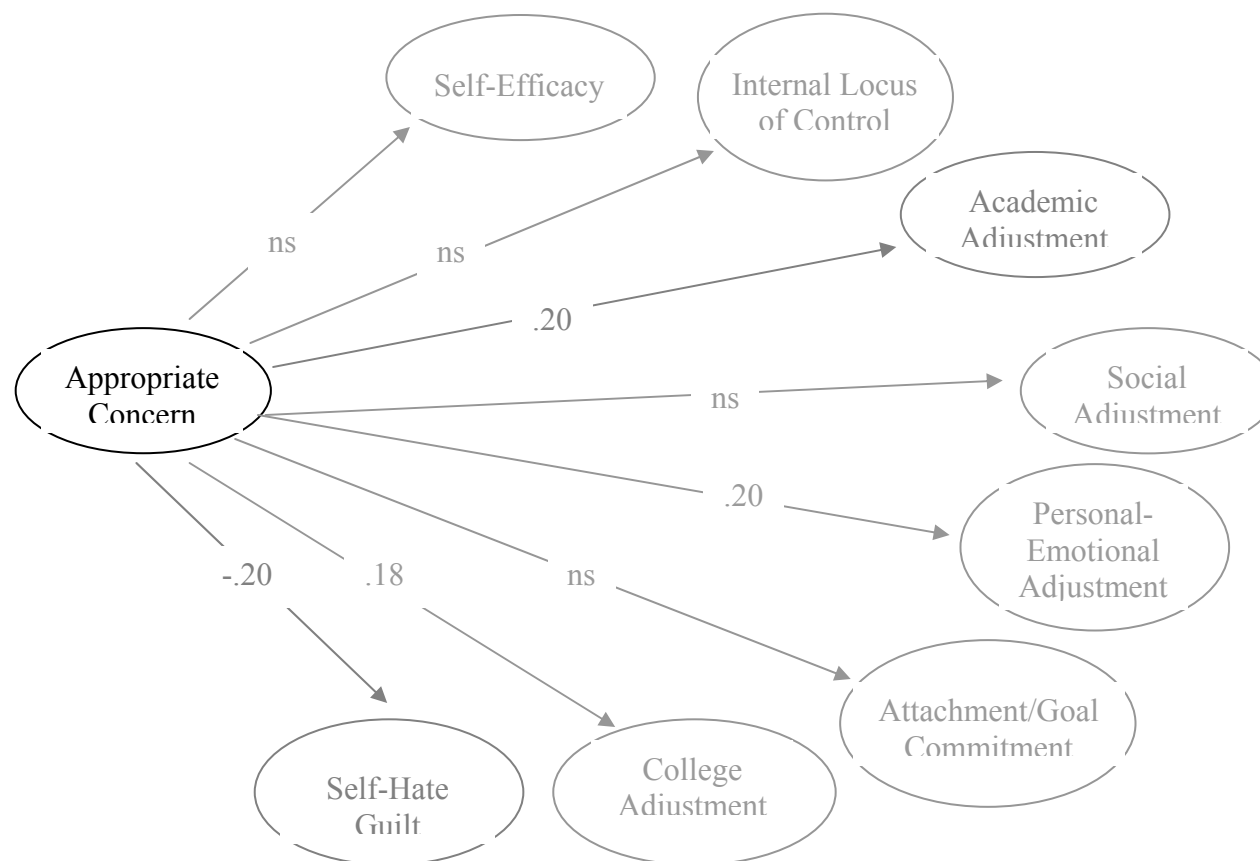 Self-Efficacy
Internal Locus
of Control
Academic
Adjustment
ns
ns
.20
Appropriate
Concern
Social
Adjustment
ns
.20
Personal-
Emotional
Adjustment
-.20
.18
ns
Attachment/Goal
Commitment
College
Adjustment
Self-Hate
Guilt